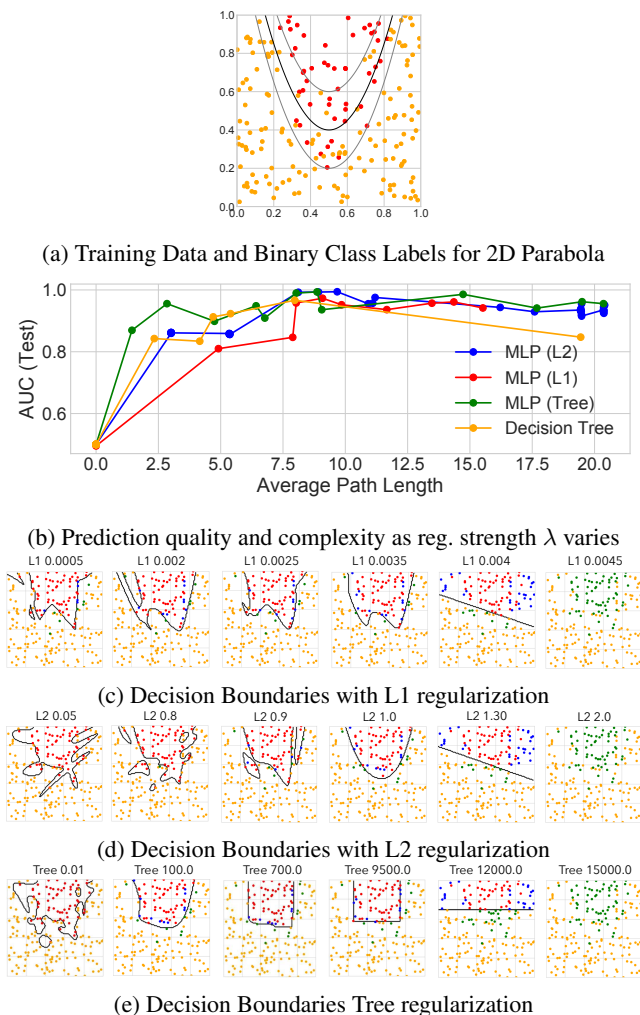 1.0
0.8
0.6
0.4
0.2
0.0
0.0 0.2 0.4 0.6 0.8 1.0
(a) Training Data and Binary Class Labels for 2D Parabola
1.0
0.8
0.6
AUC (Test)
MLP (L2)
MLP (L1)
MLP (Tree)
Decision Tree
0.0 2.5 5.0 7.5 10.0 12.5 15.0 17.5 20.0
Average Path Length
(b) Prediction quality and complexity as reg. strength λ varies
L1 0.0005 L1 0.002 L1 0.0025 L1 0.0035 L1 0.004 L1 0.0045
(c) Decision Boundaries with L1 regularization
L2 0.05 L2 0.8 L2 0.9 L2 1.0 L2 1.30 L2 2.0
(d) Decision Boundaries with L2 regularization
Tree 0.01 Tree 100.0 Tree 700.0 Tree 9500.0 Tree 12000.0 Tree 15000.0
(e) Decision Boundaries Tree regularization